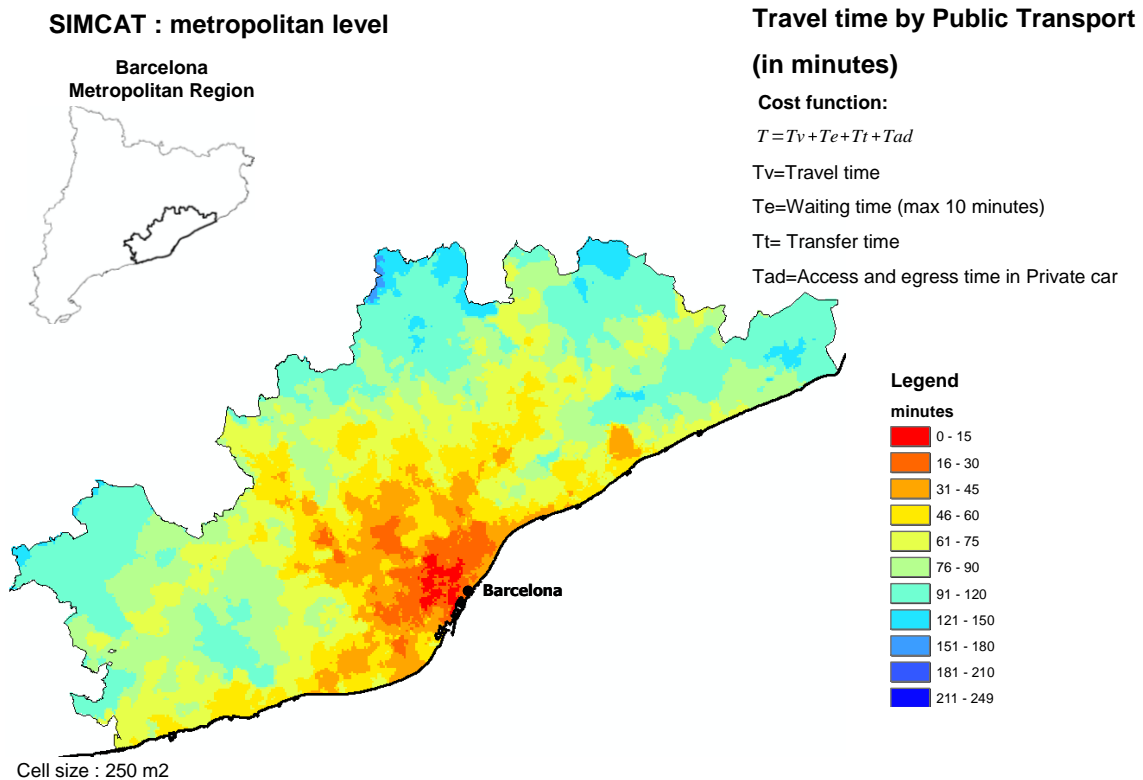 SIMCAT : metropolitan level
Barcelona
Metropolitan Region
Travel time by Public Transport
(in minutes)
Cost function:
T = Tv + Te + Tt + Tad
Tv=Travel time
Te=Waiting time (max 10 minutes)
Tt= Transfer time
Tad=Access and egress time in Private car
Barcelona
Legend
minutes
0 - 15
16 - 30
31 - 45
46 - 60
61 - 75
76 - 90
91 - 120
121 - 150
151 - 180
181 - 210
211 - 249
Cell size : 250 m2